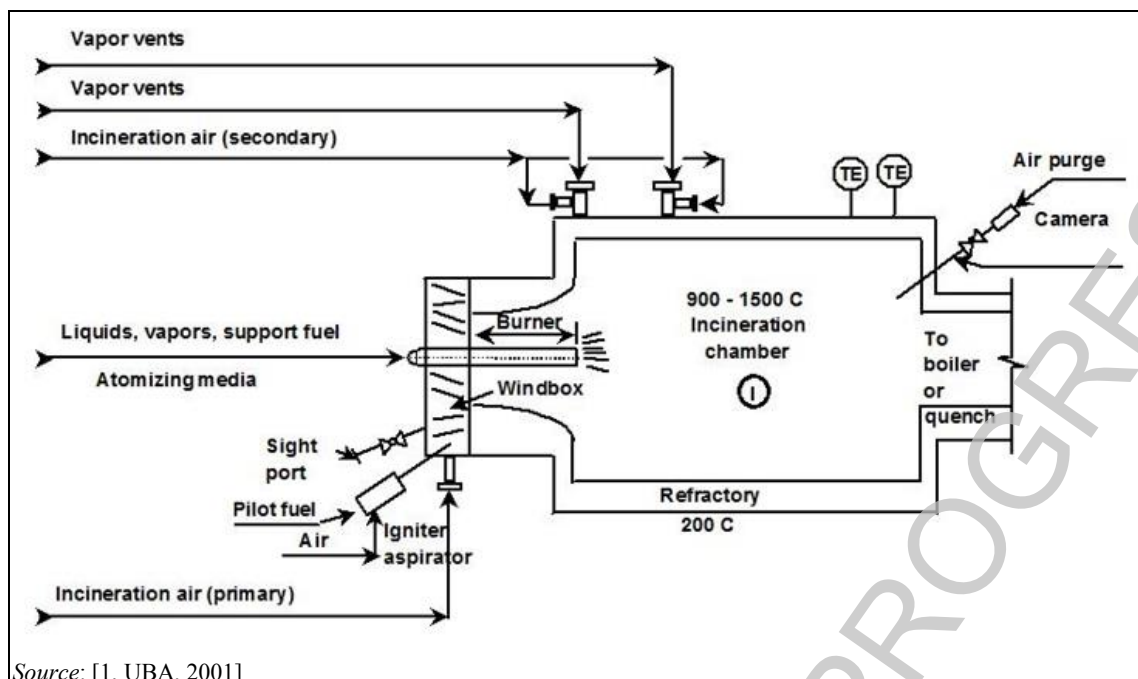 Vapor vents
Vapor vents
Incineration air (secondary)
TE
TE
Air purge
Camera
900 - 1500 C
Incineration
chamber
I
Burner
Liquids, vapors, support fuel
Atomizing media
Windbox
To
boiler
or
quench
Sight
port
Pilot fuel
Air
Igniter
aspirator
Refractory
200 C
Incineration air (primary)
Source: [1, UBA, 2001]
PROGRES